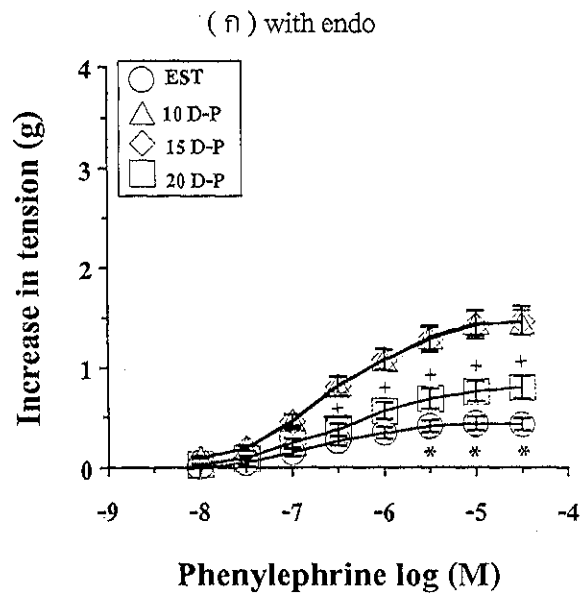 ( ก ) with endo
4
3
2
1
0
Increase in tension (g)
EST
10 D-P
15 D-P
20 D-P
+ + + + +
* * *
-9 -8 -7 -6 -5 -4
Phenylephrine log (M)